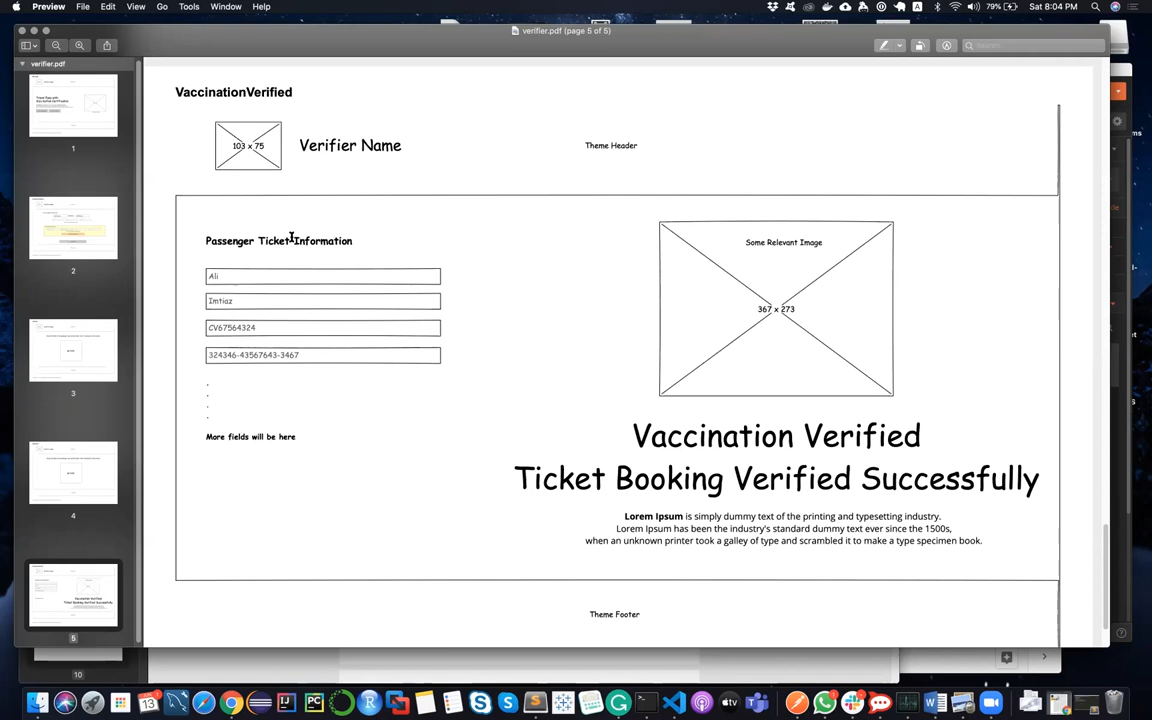 Preview File Edit View Go Tools Window Help
79% Sat 8:04 PM
verifier.pdf (page 5 of 5)
Search
verifier.pdf
1
2
3
4
5
10
VaccinationVerified
103 x 75
Verifier Name
Theme Header
Passenger Ticket Information
Ali
Imtiaz
CV67564324
324346-43567643-3467
More fields will be here
Some Relevant Image
367 x 273
Vaccination Verified
Ticket Booking Verified Successfully
Lorem Ipsum is simply dummy text of the printing and typesetting industry.
Lorem Ipsum has been the industry's standard dummy text ever since the 1500s,
when an unknown printer took a galley of type and scrambled it to make a type specimen book.
Theme Footer